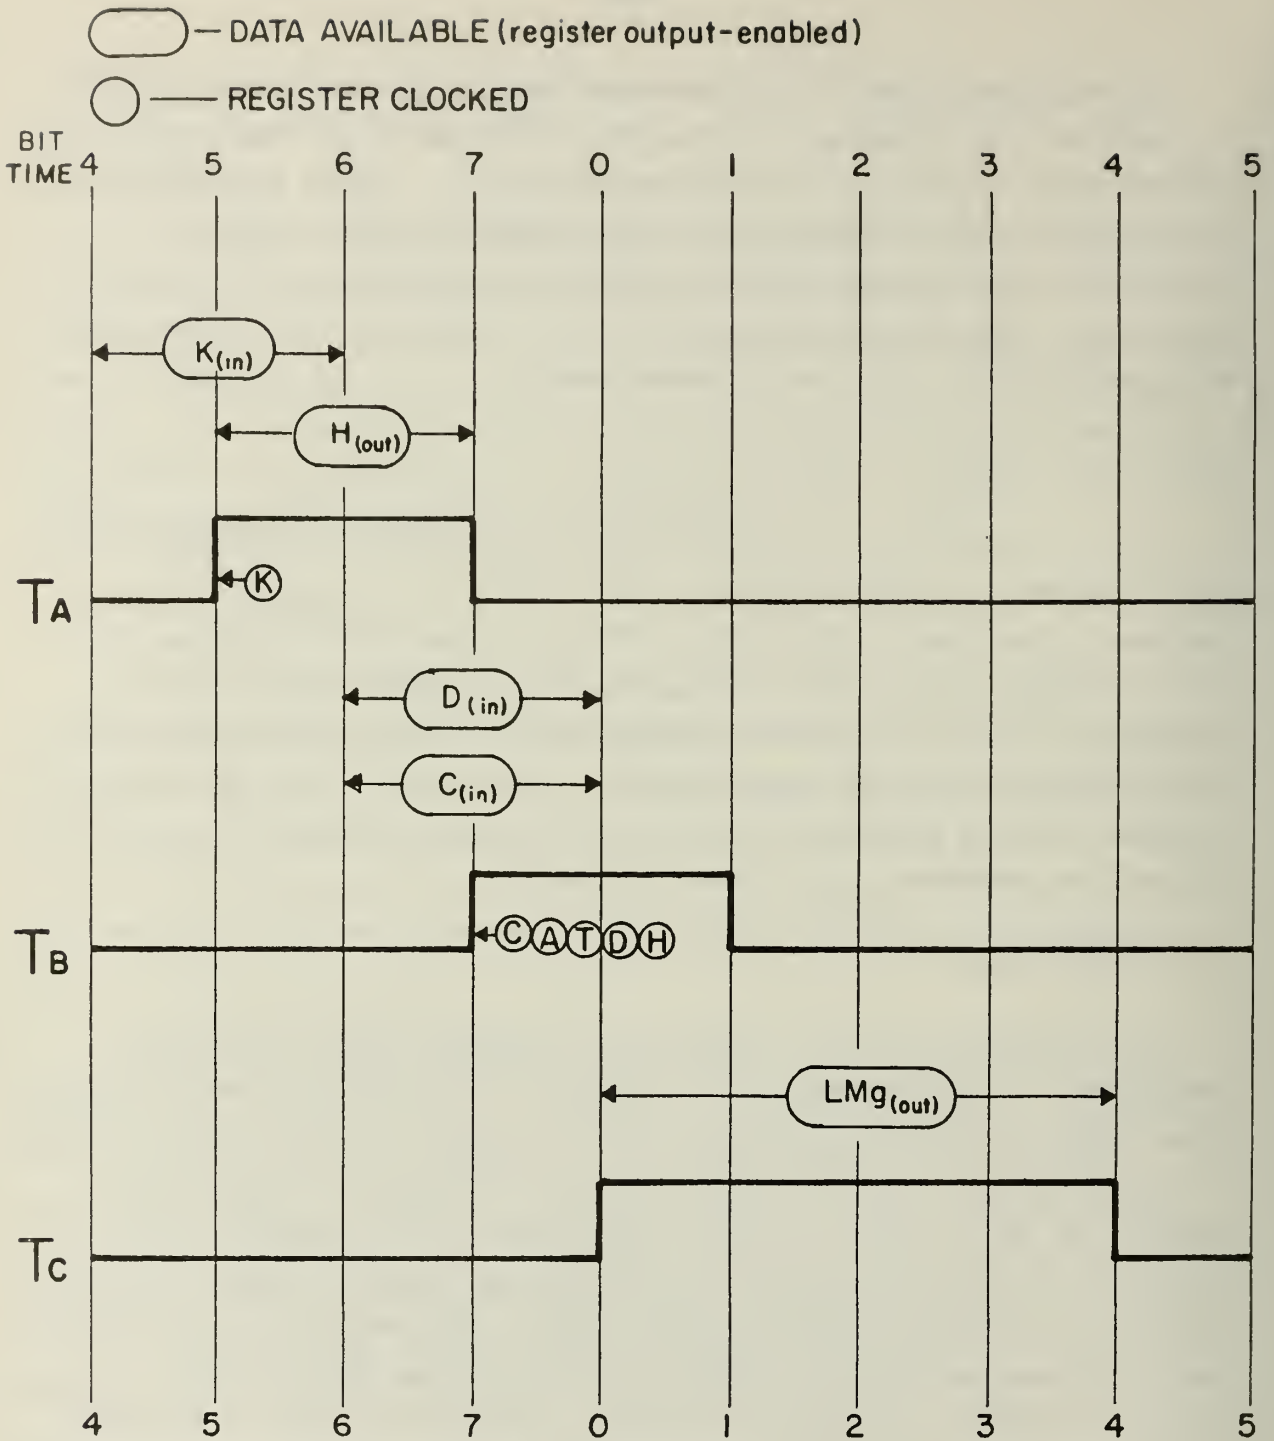 — DATA AVAILABLE (register output-enabled)
— REGISTER CLOCKED
BIT
TIME 4 5 6 7 0 1 2 3 4 5
K(in)
H(out)
K
TA
D(in)
C(in)
C A T D H
TB
LMg(out)
TC
4 5 6 7 0 1 2 3 4 5